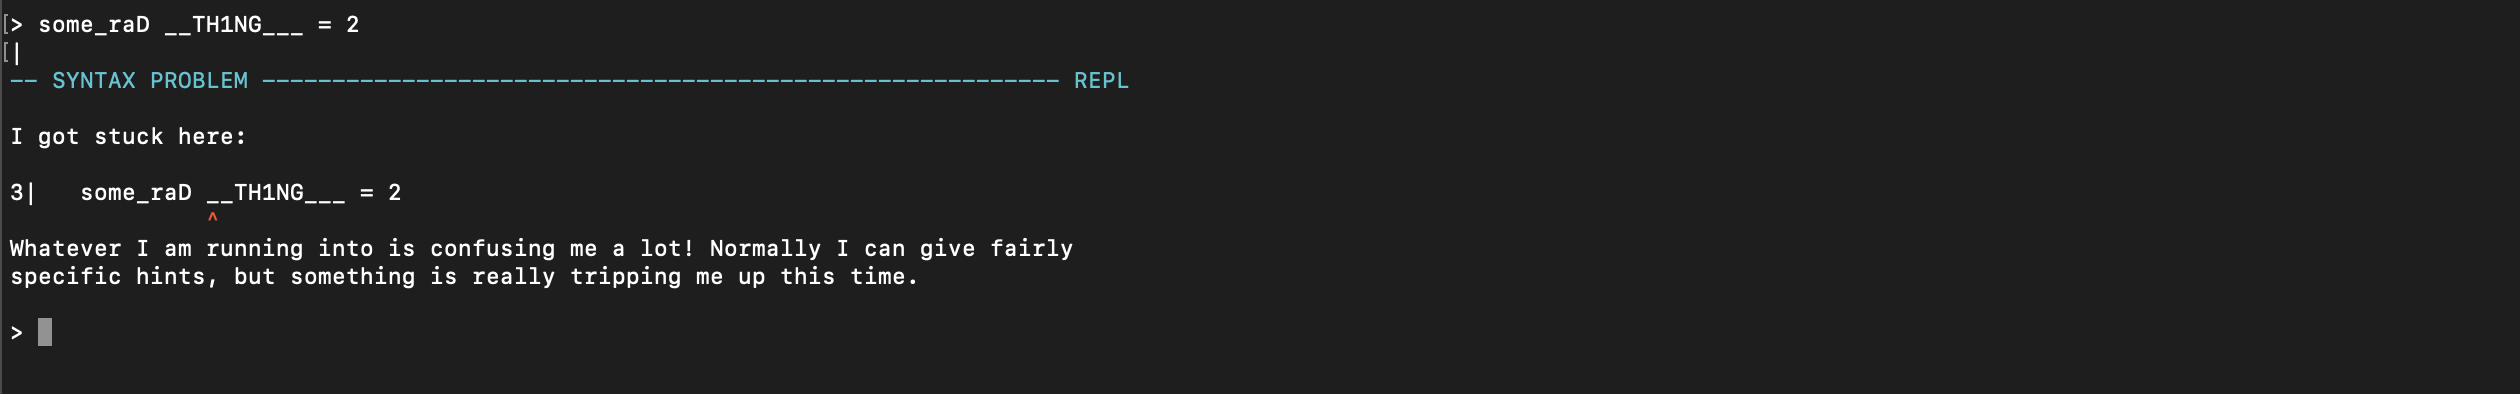 > some_raD __TH1NG___ = 2
|
-- SYNTAX PROBLEM --------------------------------------------------------- REPL
I got stuck here:
3|   some_raD __TH1NG___ = 2
^
Whatever I am running into is confusing me a lot! Normally I can give fairly
specific hints, but something is really tripping me up this time.
>